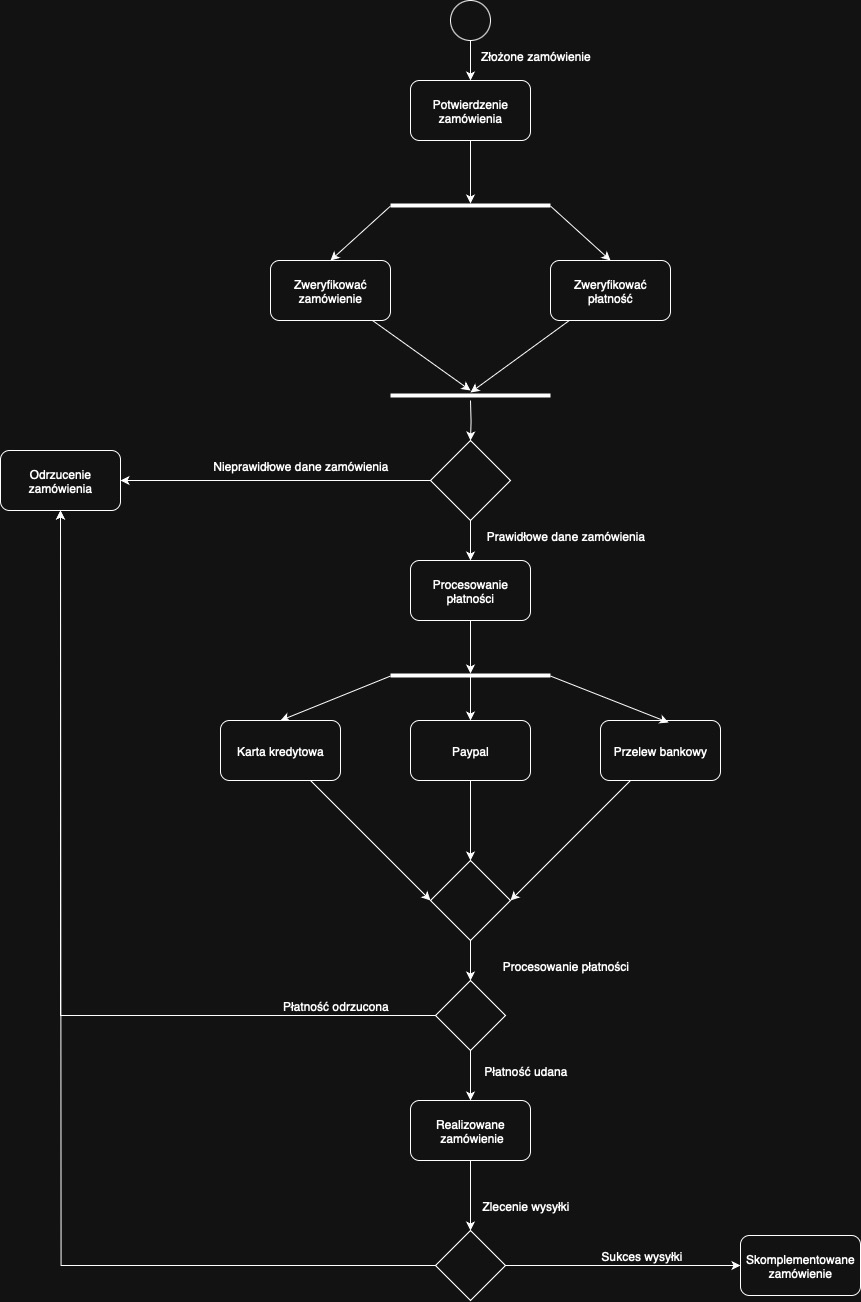 Złożone zamówienie
Potwierdzenie
zamówienia
Zweryfikować
zamówienie
Zweryfikować
płatność
Nieprawidłowe dane zamówienia
Odrzucenie
zamówienia
Prawidłowe dane zamówienia
Procesowanie
płatności
Karta kredytowa
Paypal
Przelew bankowy
Procesowanie płatności
Płatność odrzucona
Płatność udana
Realizowane
zamówienie
Zlecenie wysyłki
Sukces wysyłki
Skomplementowane
zamówienie